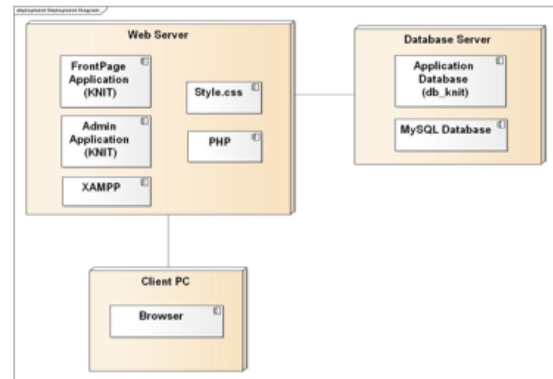 deployment Deployment Diagram
Web Server
FrontPage
Application
(KNIT)
Style.css
Admin
Application
(KNIT)
PHP
XAMPP
Database Server
Application
Database
(db_knit)
MySQL Database
Client PC
Browser